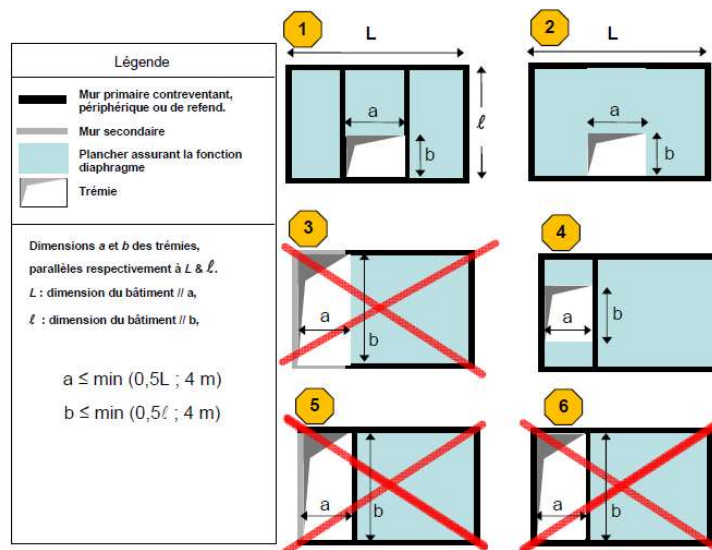 Légende
Mur primaire contreventant,
périphérique ou de refend.
Mur secondaire
Plancher assurant la fonction
diaphragme
Trémie
Dimensions a et b des trémies,
parallèles respectivement à L & ℓ.
L : dimension du bâtiment // a,
ℓ : dimension du bâtiment // b,
a ≤ min (0,5L ; 4 m)
b ≤ min (0,5ℓ ; 4 m)
1
L
a
b
ℓ
2
L
a
b
3
a
b
4
a
b
5
a
b
6
a
b